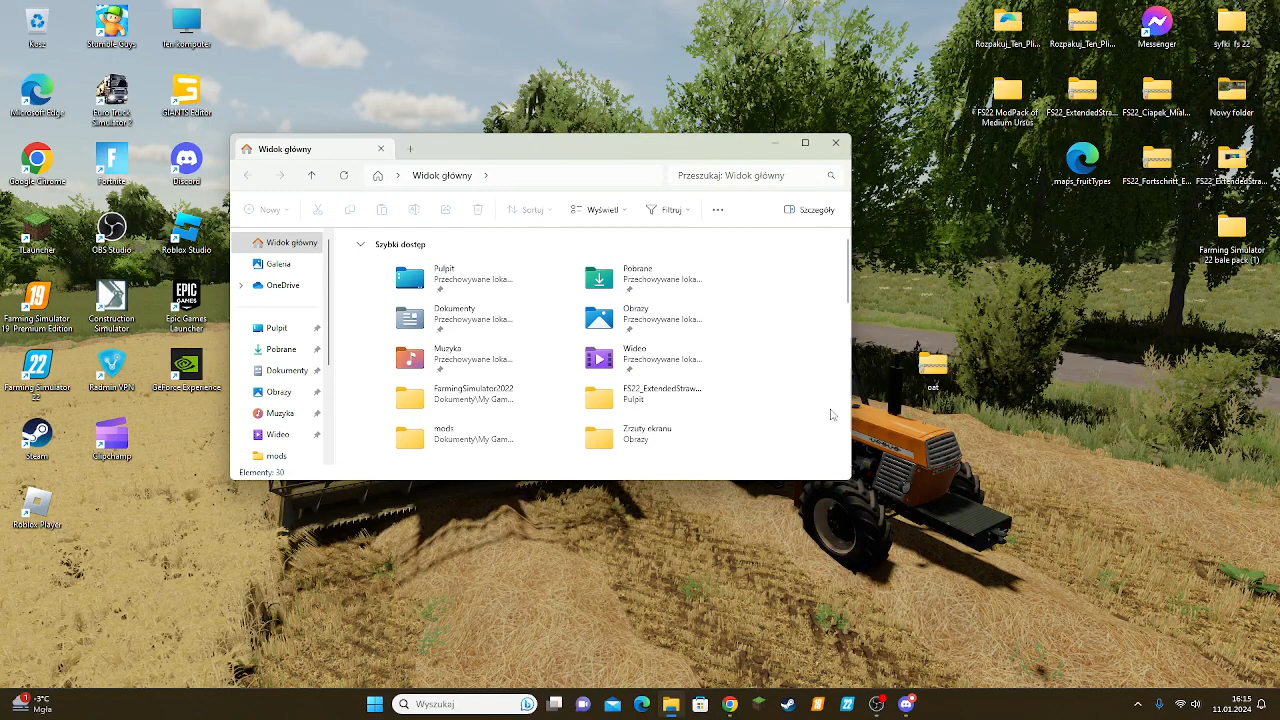 Kosz
Stumble Guys
Ten komputer
Microsoft Edge
Euro Truck
Simulator 2
GIANTS Editor
Google Chrome
Fortnite
Discord
TLauncher
OBS Studio
Roblox Studio
Farming Simulator
19 Premium Edition
Construction
Simulator
Epic Games
Launcher
Farming Simulator
22
Radmin VPN
GeForce Experience
Steam
Clipchamp
Roblox Player
Rozpakuj_Ten_Pli...
Rozpakuj_Ten_Pli...
Messenger
syfki fs 22
FS22 ModPack of
Medium Ursus
FS22_ExtendedStra...
FS22_Ciapek_Mial...
Nowy folder
maps_fruitTypes
FS22_Fortschritt_E...
FS22_ExtendedStra...
Farming Simulator
22 bale pack (1)
oat
Widok główny
Widok główny
Przeszukaj: Widok główny
Nowy
Sortuj
Wyświetl
Filtruj
Szczegóły
Widok główny
Galeria
OneDrive
Pulpit
Pobrane
Dokumenty
Obrazy
Muzyka
Wideo
mods
Szybki dostęp
Pulpit
Przechowywane loka...
Pobrane
Przechowywane loka...
Dokumenty
Przechowywane loka...
Obrazy
Przechowywane loka...
Muzyka
Przechowywane loka...
Wideo
Przechowywane loka...
FarmingSimulator2022
Dokumenty\My Gam...
FS22_ExtendedStraw...
Pulpit
mods
Dokumenty\My Gam...
Zrzuty ekranu
Obrazy
Elementy: 30
1
-3°C
Mgła
Wyszukaj
16:15
11.01.2024